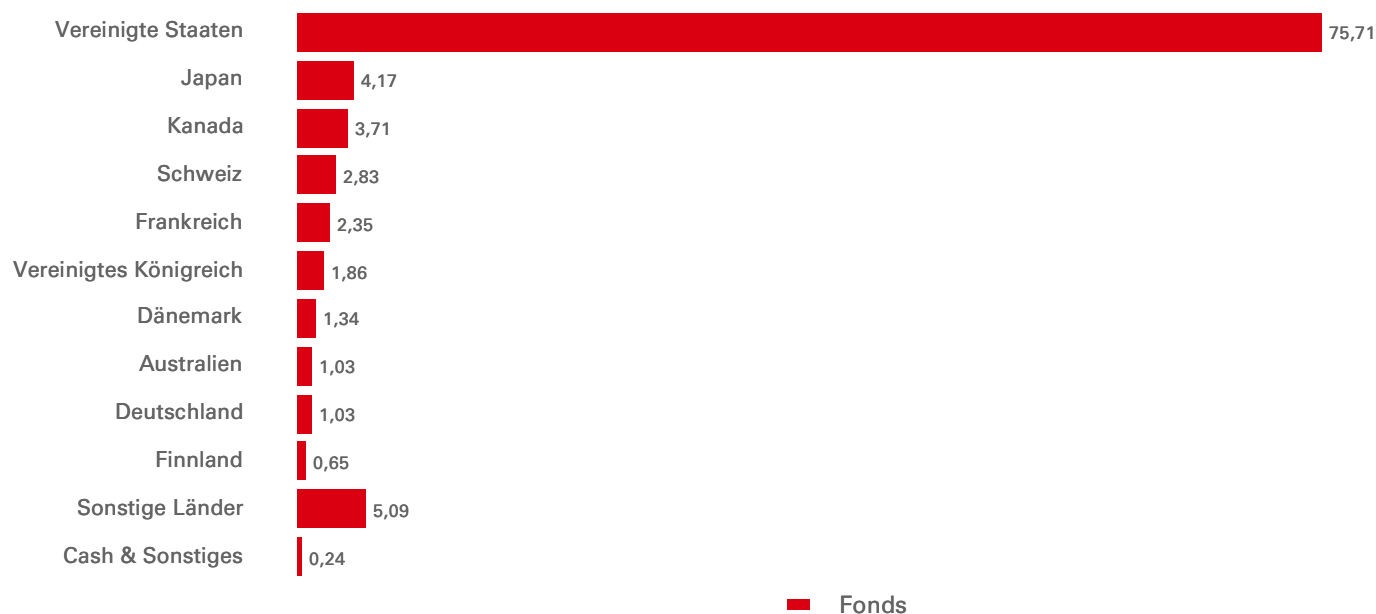 Vereinigte Staaten 75,71
Japan 4,17
Kanada 3,71
Schweiz 2,83
Frankreich 2,35
Vereinigtes Königreich 1,86
Dänemark 1,34
Australien 1,03
Deutschland 1,03
Finnland 0,65
Sonstige Länder 5,09
Cash & Sonstiges 0,24
Fonds